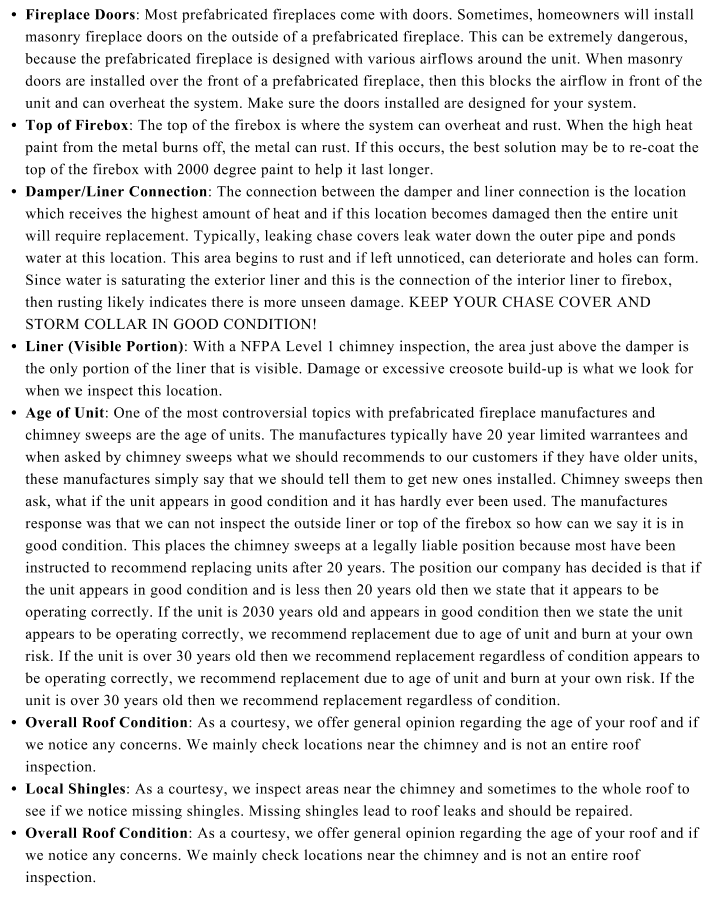 • Fireplace Doors: Most prefabricated fireplaces come with doors. Sometimes, homeowners will install
masonry fireplace doors on the outside of a prefabricated fireplace. This can be extremely dangerous,
because the prefabricated fireplace is designed with various airflows around the unit. When masonry
doors are installed over the front of a prefabricated fireplace, then this blocks the airflow in front of the
unit and can overheat the system. Make sure the doors installed are designed for your system.
• Top of Firebox: The top of the firebox is where the system can overheat and rust. When the high heat
paint from the metal burns off, the metal can rust. If this occurs, the best solution may be to re-coat the
top of the firebox with 2000 degree paint to help it last longer.
• Damper/Liner Connection: The connection between the damper and liner connection is the location
which receives the highest amount of heat and if this location becomes damaged then the entire unit
will require replacement. Typically, leaking chase covers leak water down the outer pipe and ponds
water at this location. This area begins to rust and if left unnoticed, can deteriorate and holes can form.
Since water is saturating the exterior liner and this is the connection of the interior liner to firebox,
then rusting likely indicates there is more unseen damage. KEEP YOUR CHASE COVER AND
STORM COLLAR IN GOOD CONDITION!
• Liner (Visible Portion): With a NFPA Level 1 chimney inspection, the area just above the damper is
the only portion of the liner that is visible. Damage or excessive creosote build-up is what we look for
when we inspect this location.
• Age of Unit: One of the most controversial topics with prefabricated fireplace manufactures and
chimney sweeps are the age of units. The manufactures typically have 20 year limited warrantees and
when asked by chimney sweeps what we should recommends to our customers if they have older units,
these manufactures simply say that we should tell them to get new ones installed. Chimney sweeps then
ask, what if the unit appears in good condition and it has hardly ever been used. The manufactures
response was that we can not inspect the outside liner or top of the firebox so how can we say it is in
good condition. This places the chimney sweeps at a legally liable position because most have been
instructed to recommend replacing units after 20 years. The position our company has decided is that if
the unit appears in good condition and is less then 20 years old then we state that it appears to be
operating correctly. If the unit is 2030 years old and appears in good condition then we state the unit
appears to be operating correctly, we recommend replacement due to age of unit and burn at your own
risk. If the unit is over 30 years old then we recommend replacement regardless of condition appears to
be operating correctly, we recommend replacement due to age of unit and burn at your own risk. If the
unit is over 30 years old then we recommend replacement regardless of condition.
• Overall Roof Condition: As a courtesy, we offer general opinion regarding the age of your roof and if
we notice any concerns. We mainly check locations near the chimney and is not an entire roof
inspection.
• Local Shingles: As a courtesy, we inspect areas near the chimney and sometimes to the whole roof to
see if we notice missing shingles. Missing shingles lead to roof leaks and should be repaired.
• Overall Roof Condition: As a courtesy, we offer general opinion regarding the age of your roof and if
we notice any concerns. We mainly check locations near the chimney and is not an entire roof
inspection.